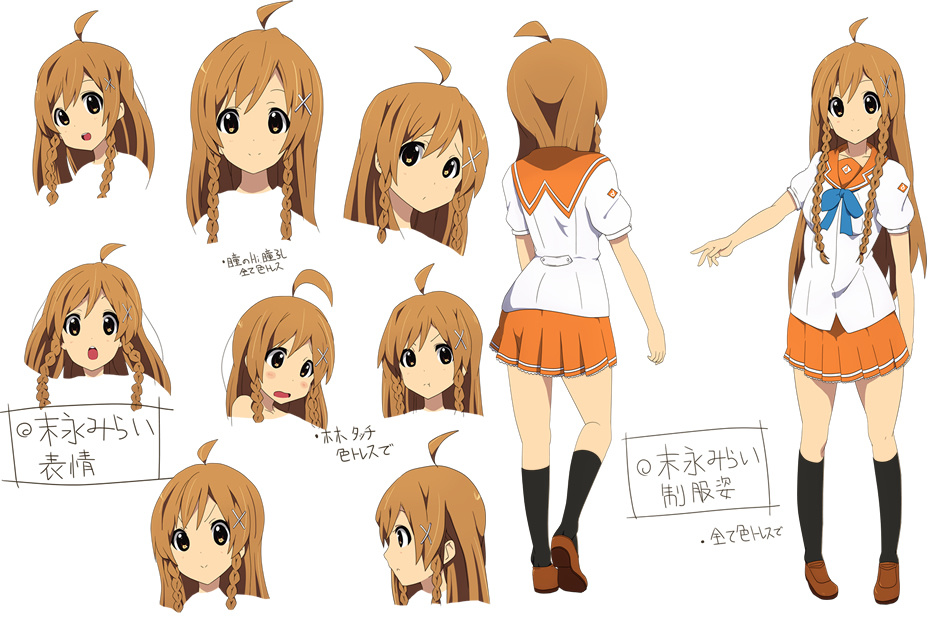 ・瞳のHi、瞳孔
全て色トレス
◎末永みらい
表情
・ホホ タッチ
色トレスで
◎末永みらい
制服姿
・全て色トレスで